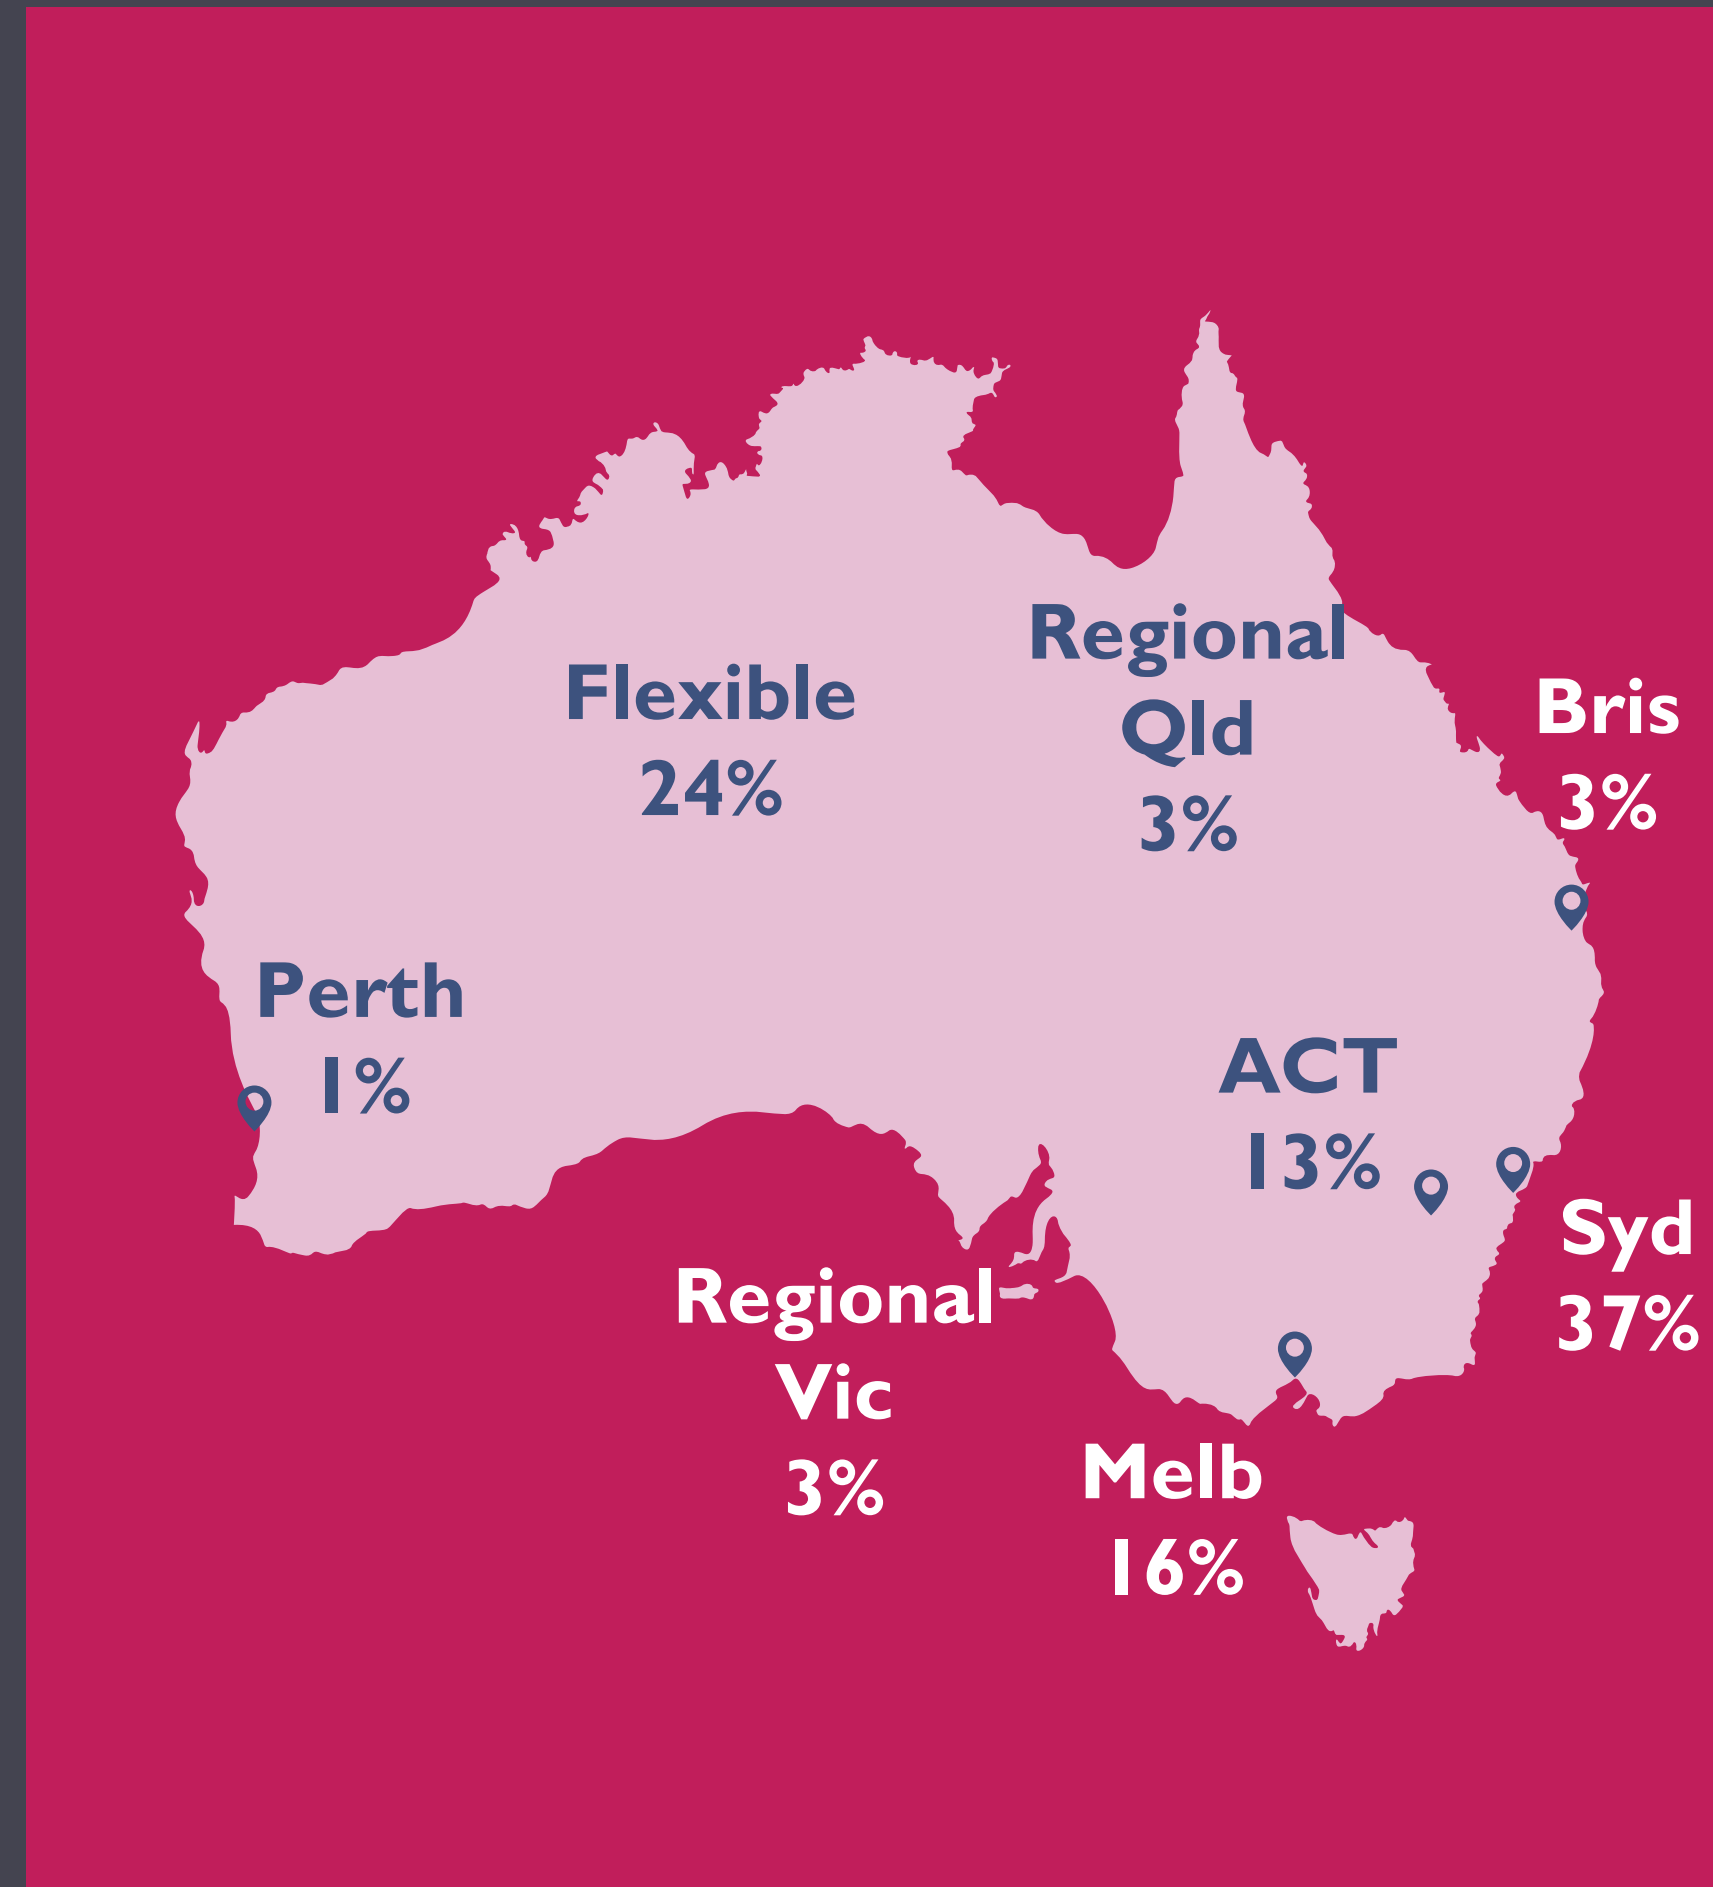 Regional
Qld
3%
Flexible
24%
Bris
3%
Perth
1%
ACT
13%
Syd
37%
Regional
Vic
3%
Melb
16%